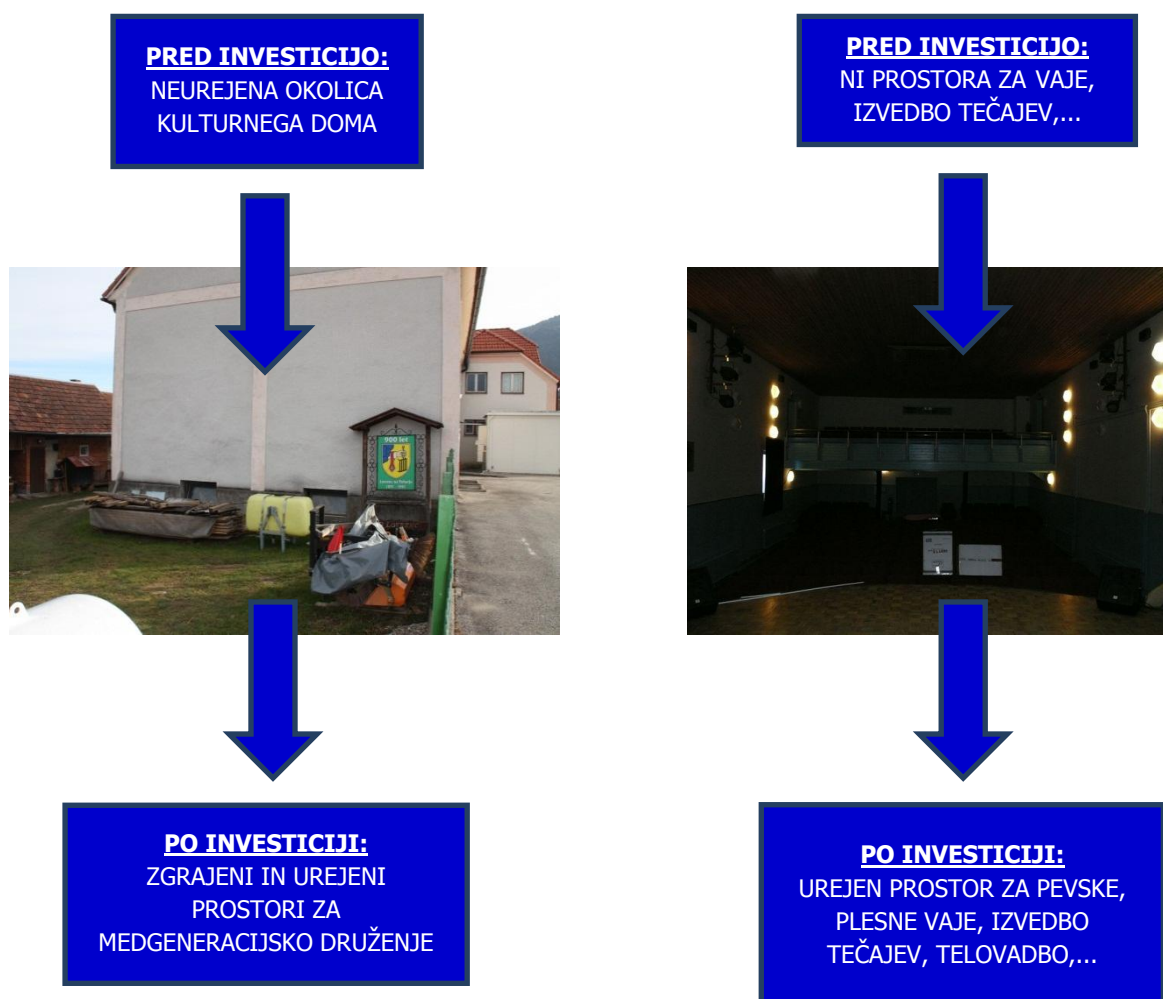 PRED INVESTICIJO:
NEUREJENA OKOLICA
KULTURNEGA DOMA
PRED INVESTICIJO:
NI PROSTORA ZA VAJE,
IZVEDBO TEČAJEV,...
900 let
PO INVESTICIJI:
ZGRAJENI IN UREJENI
PROSTORI ZA
MEDGENERACIJSKO DRUŽENJE
PO INVESTICIJI:
UREJEN PROSTOR ZA PEVSKE,
PLESNE VAJE, IZVEDBO
TEČAJEV, TELOVADBO,...